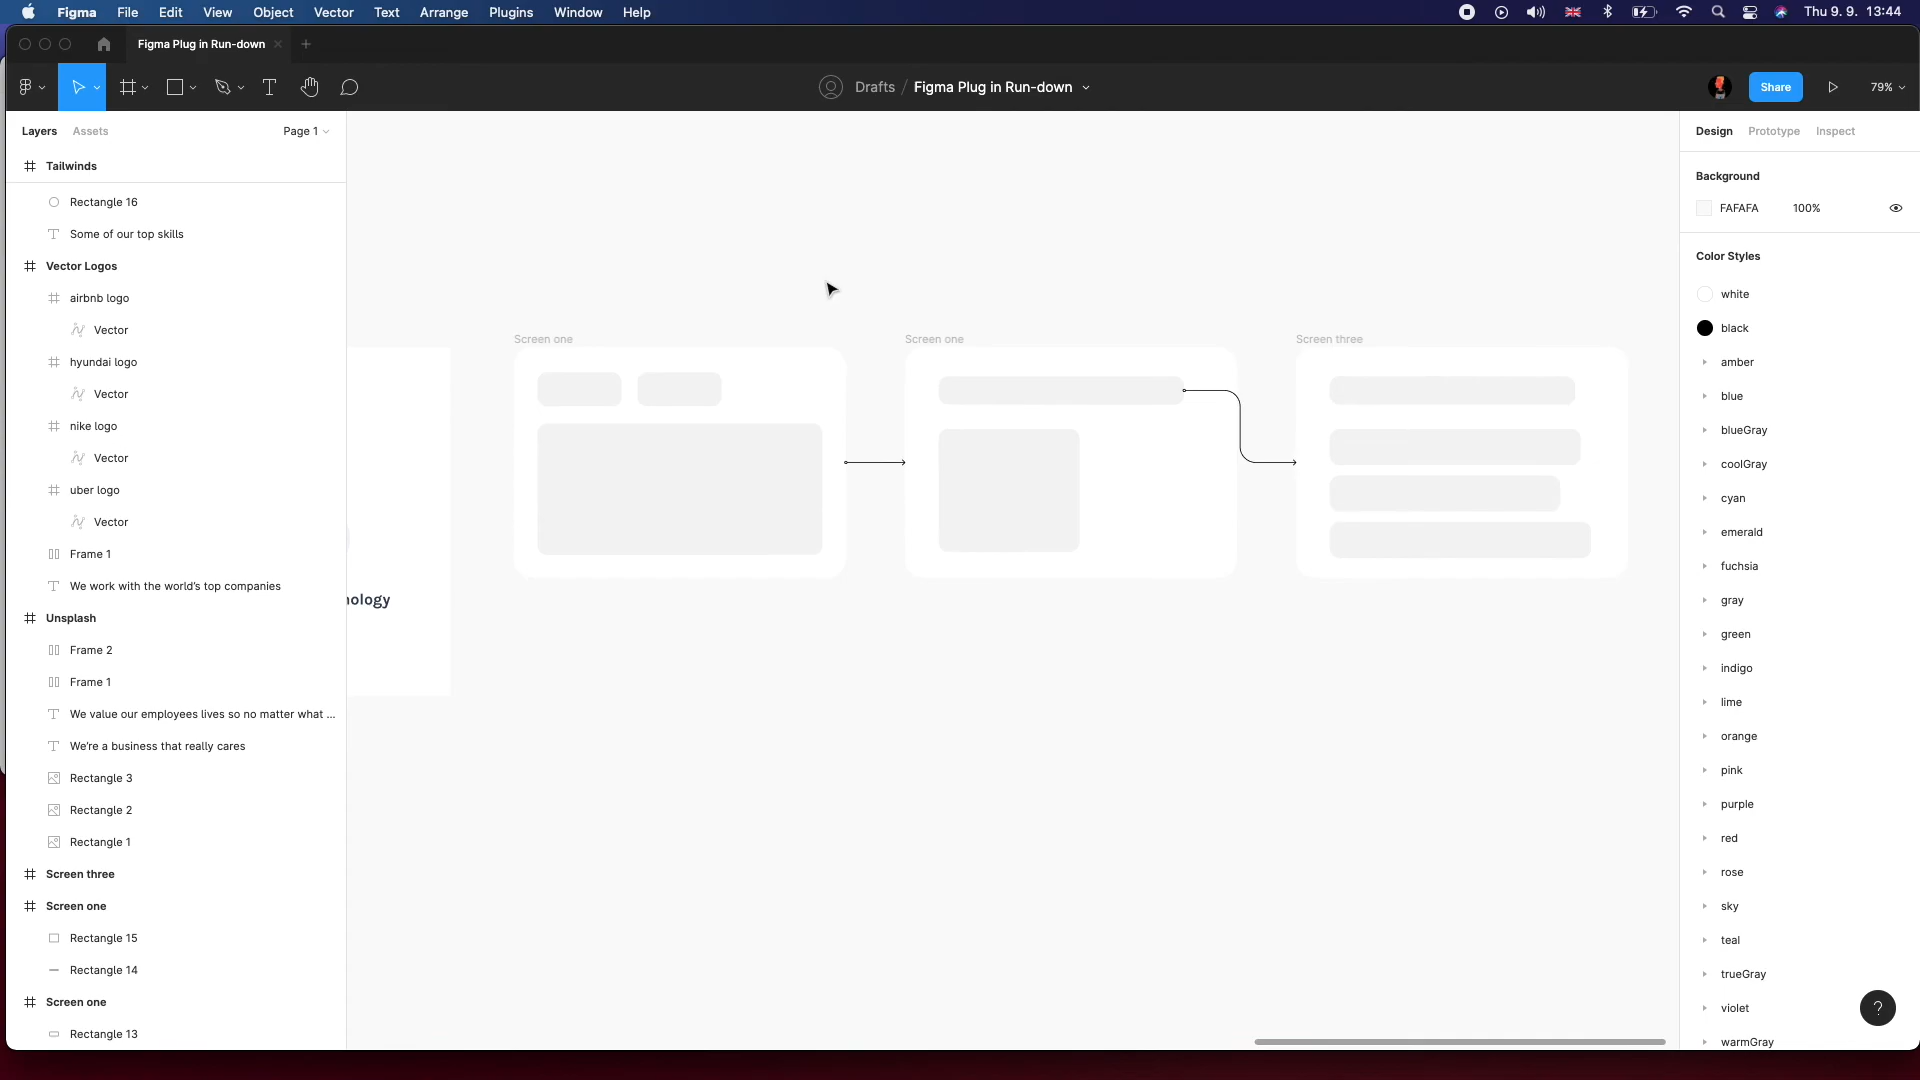 Figma File Edit View Object Vector Text Arrange Plugins Window Help Thu 9. 9. 13:44
Figma Plug in Run-down
Drafts / Figma Plug in Run-down Share 79%
Layers Assets Page 1
Tailwinds
Rectangle 16
Some of our top skills
Vector Logos
airbnb logo
Vector
hyundai logo
Vector
nike logo
Vector
uber logo
Vector
Frame 1
We work with the world's top companies
Unsplash
Frame 2
Frame 1
We value our employees lives so no matter what ...
We're a business that really cares
Rectangle 3
Rectangle 2
Rectangle 1
Screen three
Screen one
Rectangle 15
Rectangle 14
Screen one
Rectangle 13
Screen one
Screen one
Screen three
nology
Design Prototype Inspect
Background
FAFAFA 100%
Color Styles
white
black
amber
blue
blueGray
coolGray
cyan
emerald
fuchsia
gray
green
indigo
lime
orange
pink
purple
red
rose
sky
teal
trueGray
violet
warmGray
?